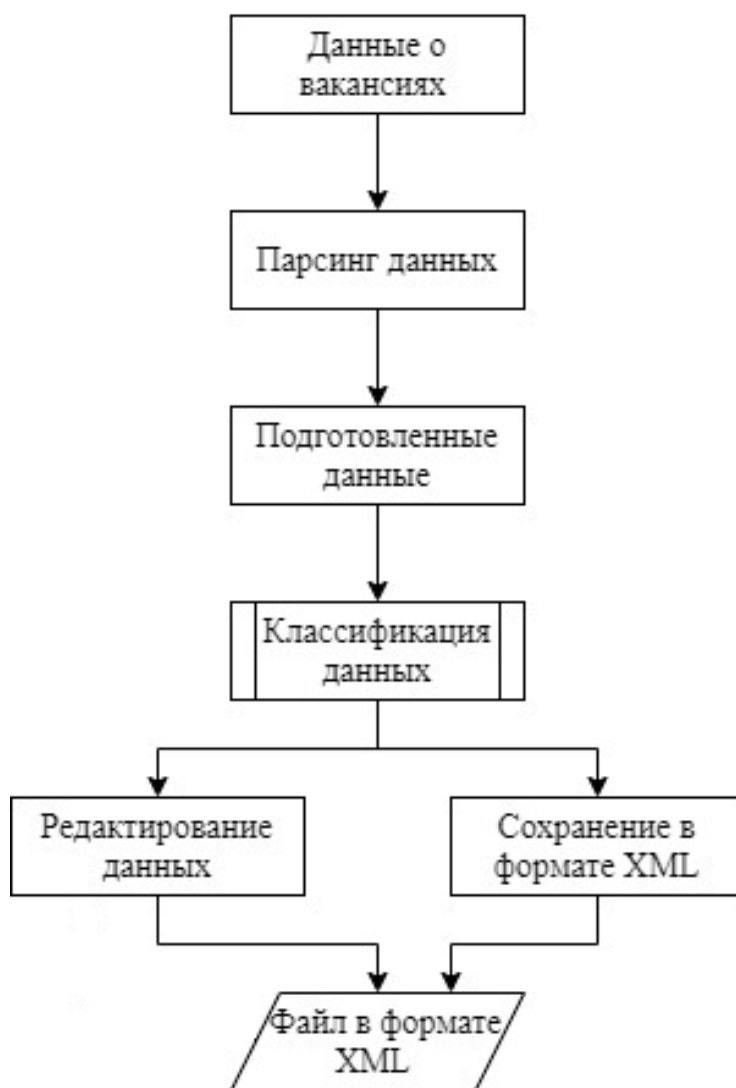 Данные о
вакансиях
Парсинг данных
Подготовленные
данные
Классификация
данных
Редактирование
данных
Сохранение в
формате XML
Файл в формате
XML